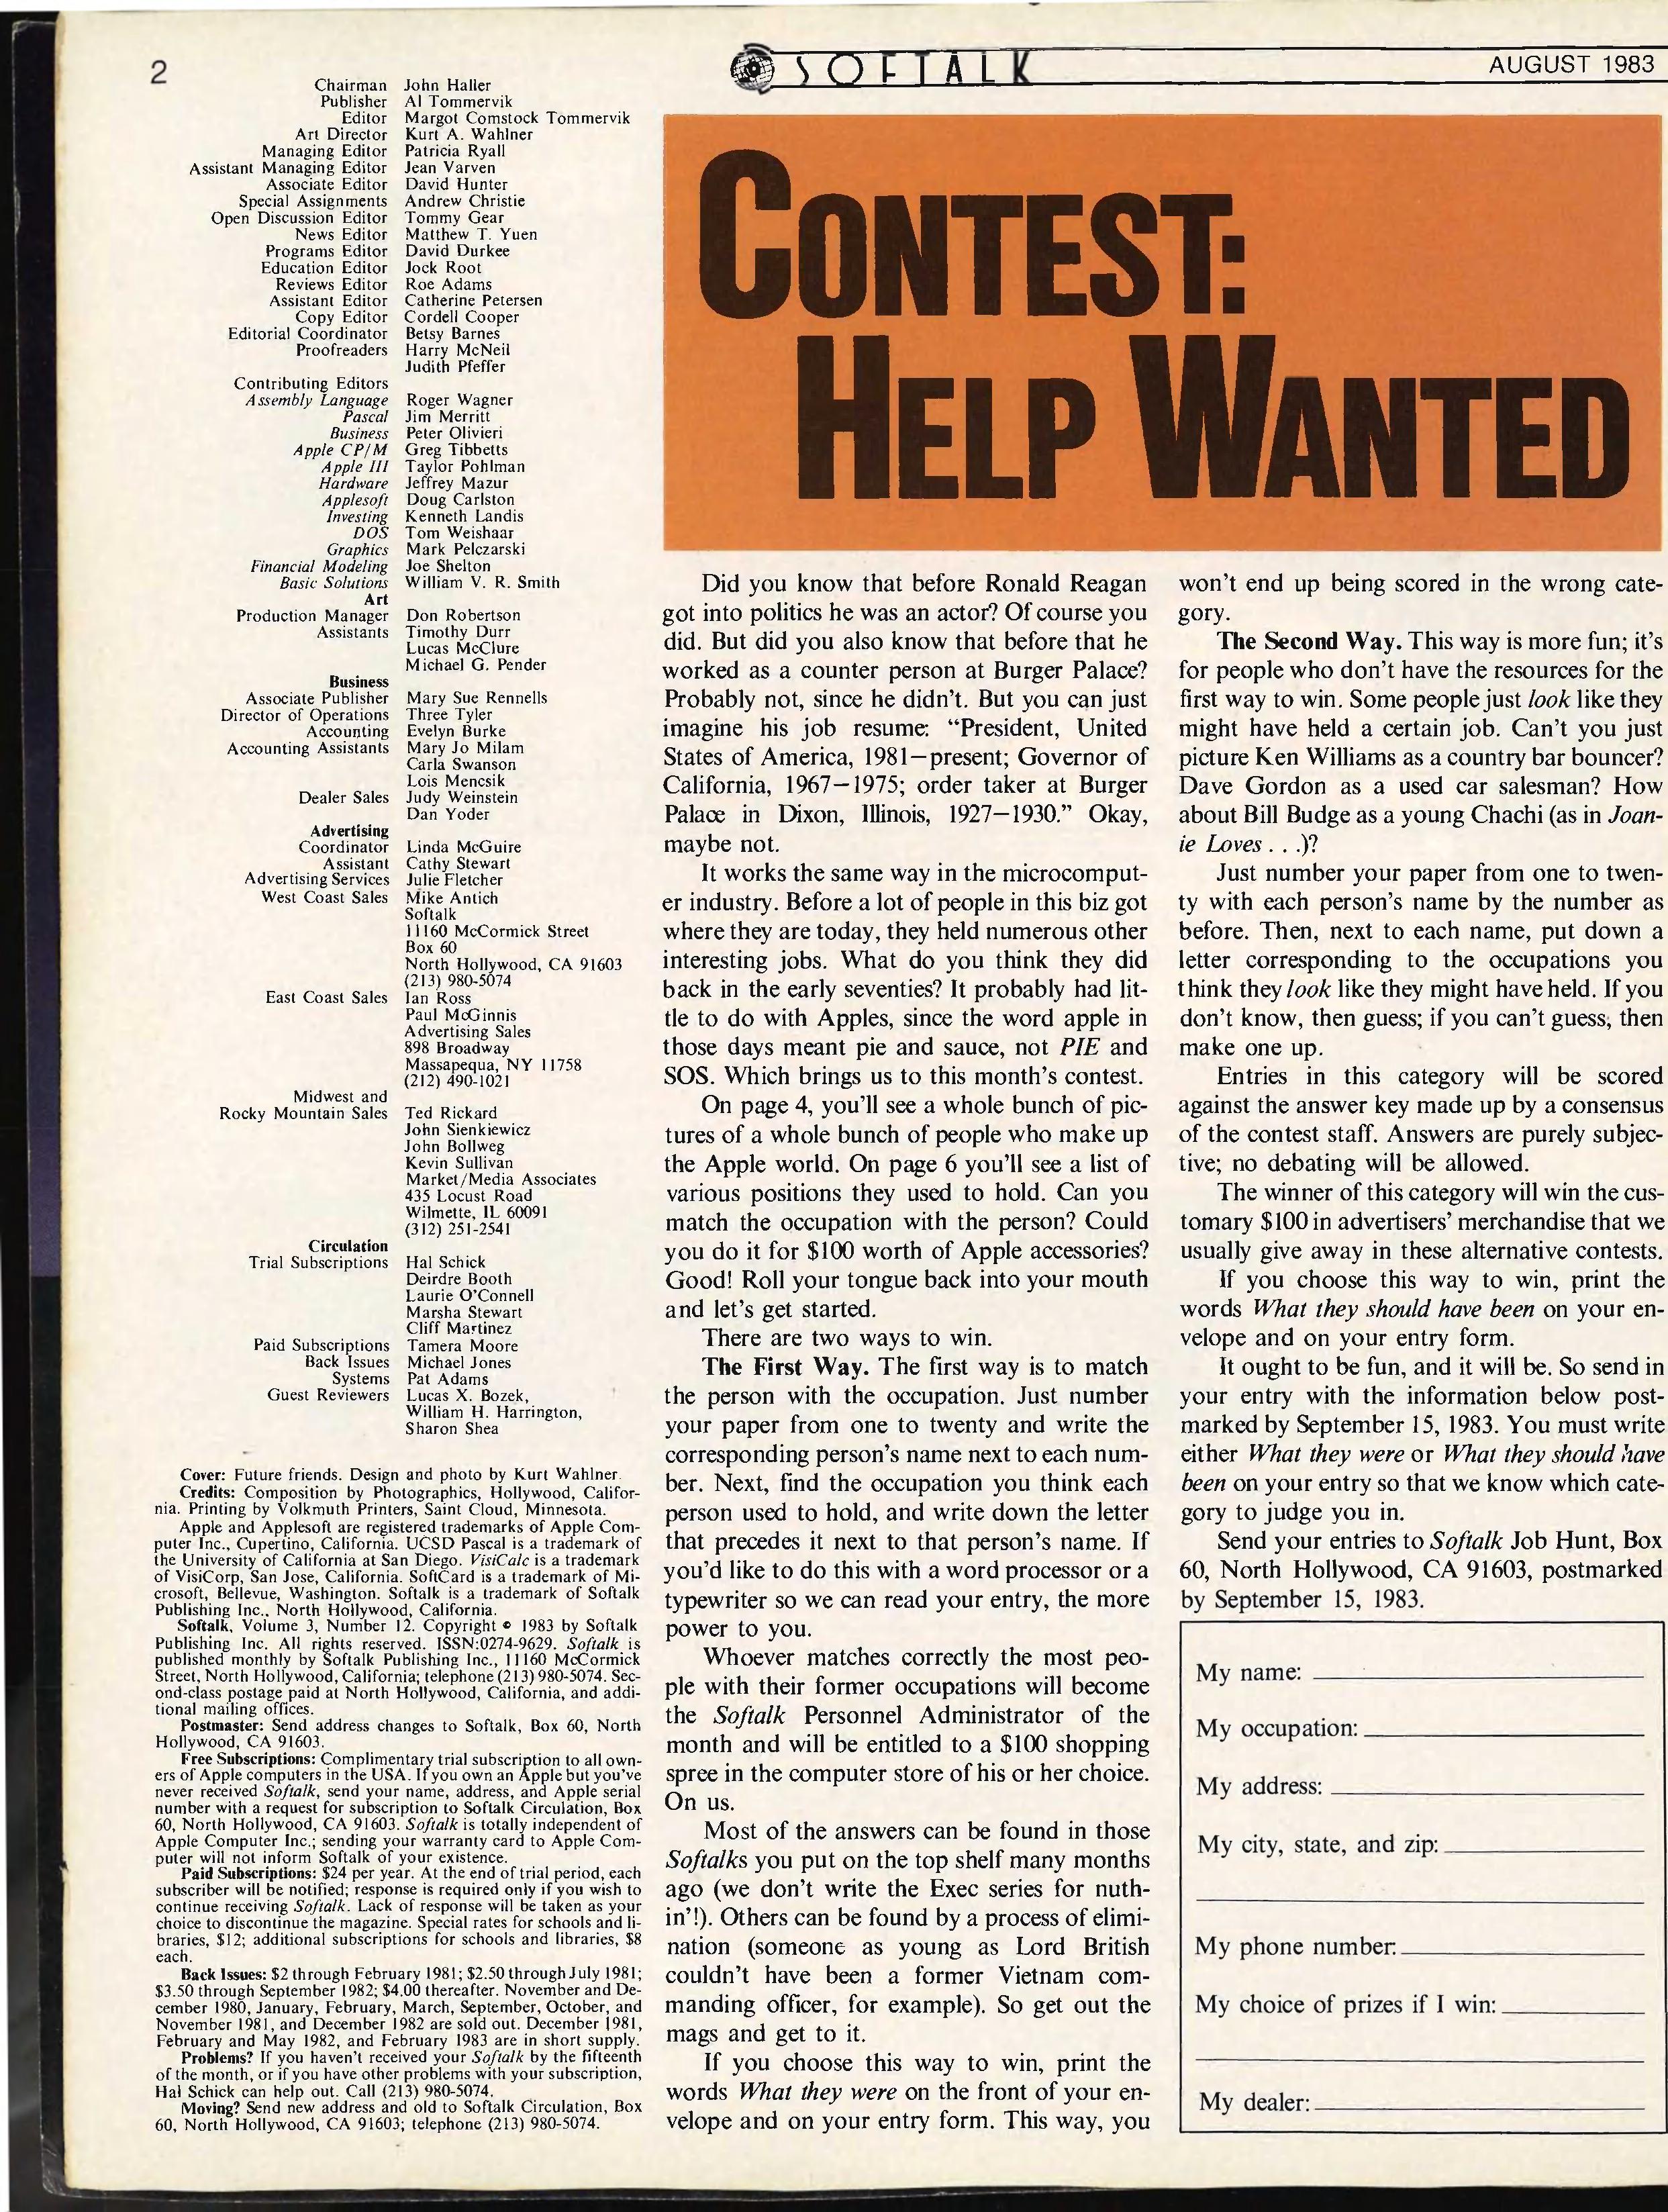 2
SOFTALK
AUGUST 1983
Chairman John Haller
Publisher Al Tommervik
Editor Margot Comstock Tommervik
Art Director Kurt A. Wahlner
Managing Editor Patricia Ryall
Assistant Managing Editor Jean Varven
Associate Editor David Hunter
Special Assignments Andrew Christie
Open Discussion Editor Tommy Gear
News Editor Matthew T. Yuen
Programs Editor David Durkee
Education Editor Jock Root
Reviews Editor Roe Adams
Assistant Editor Catherine Petersen
Copy Editor Cordell Cooper
Editorial Coordinator Betsy Barnes
Proofreaders Harry McNeil
Judith Pfeffer
Contributing Editors
Assembly Language Roger Wagner
Pascal Jim Merritt
Business Peter Olivieri
Apple CP/M Greg Tibbetts
Apple III Taylor Pohlman
Hardware Jeffrey Mazur
Applesoft Doug Carlston
Investing Kenneth Landis
DOS Tom Weishaar
Graphics Mark Pelczarski
Financial Modeling Joe Shelton
Basic Solutions William V. R. Smith
Art
Production Manager Don Robertson
Assistants Timothy Durr
Lucas McClure
Michael G. Pender
Business
Associate Publisher Mary Sue Rennells
Director of Operations Three Tyler
Accounting Evelyn Burke
Accounting Assistants Mary Jo Milam
Carla Swanson
Lois Mencsik
Dealer Sales Judy Weinstein
Dan Yoder
Advertising
Coordinator Linda McGuire
Assistant Cathy Stewart
Advertising Services Julie Fletcher
West Coast Sales Mike Antich
Softalk
11160 McCormick Street
Box 60
North Hollywood, CA 91603
(213) 980-5074
East Coast Sales Ian Ross
Paul McGinnis
Advertising Sales
898 Broadway
Massapequa, NY 11758
(212) 490-1021
Midwest and
Rocky Mountain Sales Ted Rickard
John Sienkiewicz
John Bollweg
Kevin Sullivan
Market/Media Associates
435 Locust Road
Wilmette, IL 60091
(312) 251-2541
Circulation
Trial Subscriptions Hal Schick
Deirdre Booth
Laurie O'Connell
Marsha Stewart
Cliff Martinez
Paid Subscriptions Tamera Moore
Back Issues Michael Jones
Systems Pat Adams
Guest Reviewers Lucas X. Bozek,
William H. Harrington,
Sharon Shea
Cover: Future friends. Design and photo by Kurt Wahlner.
Credits: Composition by Photographics, Hollywood, Califor-
nia. Printing by Volkmuth Printers, Saint Cloud, Minnesota.
Apple and Applesoft are registered trademarks of Apple Com-
puter Inc., Cupertino, California. UCSD Pascal is a trademark of
the University of California at San Diego. VisiCalc is a trademark
of VisiCorp, San Jose, California. SoftCard is a trademark of Mi-
crosoft, Bellevue, Washington. Softalk is a trademark of Softalk
Publishing Inc., North Hollywood, California.
Softalk, Volume 3, Number 12. Copyright © 1983 by Softalk
Publishing Inc. All rights reserved. ISSN:0274-9629. Softalk is
published monthly by Softalk Publishing Inc., 11160 McCormick
Street, North Hollywood, California; telephone (213) 980-5074. Sec-
ond-class postage paid at North Hollywood, California, and addi-
tional mailing offices.
Postmaster: Send address changes to Softalk, Box 60, North
Hollywood, CA 91603.
Free Subscriptions: Complimentary trial subscription to all own-
ers of Apple computers in the USA. If you own an Apple but you've
never received Softalk, send your name, address, and Apple serial
number with a request for subscription to Softalk Circulation, Box
60, North Hollywood, CA 91603. Softalk is totally independent of
Apple Computer Inc.; sending your warranty card to Apple Com-
puter will not inform Softalk of your existence.
Paid Subscriptions: $24 per year. At the end of trial period, each
subscriber will be notified; response is required only if you wish to
continue receiving Softalk. Lack of response will be taken as your
choice to discontinue the magazine. Special rates for schools and li-
braries, $12; additional subscriptions for schools and libraries, $8
each.
Back Issues: $2 through February 1981; $2.50 through July 1981;
$3.50 through September 1982; $4.00 thereafter. November and De-
cember 1980, January, February, March, September, October, and
November 1981, and December 1982 are sold out. December 1981,
February and May 1982, and February 1983 are in short supply.
Problems? If you haven't received your Softalk by the fifteenth
of the month, or if you have other problems with your subscription,
Hal Schick can help out. Call (213) 980-5074.
Moving? Send new address and old to Softalk Circulation, Box
60, North Hollywood, CA 91603; telephone (213) 980-5074.
CONTEST:
HELP WANTED
Did you know that before Ronald Reagan
got into politics he was an actor? Of course you
did. But did you also know that before that he
worked as a counter person at Burger Palace?
Probably not, since he didn't. But you can just
imagine his job resume: "President, United
States of America, 1981–present; Governor of
California, 1967–1975; order taker at Burger
Palace in Dixon, Illinois, 1927–1930." Okay,
maybe not.
It works the same way in the microcomput-
er industry. Before a lot of people in this biz got
where they are today, they held numerous other
interesting jobs. What do you think they did
back in the early seventies? It probably had lit-
tle to do with Apples, since the word apple in
those days meant pie and sauce, not PIE and
SOS. Which brings us to this month's contest.
On page 4, you'll see a whole bunch of pic-
tures of a whole bunch of people who make up
the Apple world. On page 6 you'll see a list of
various positions they used to hold. Can you
match the occupation with the person? Could
you do it for $100 worth of Apple accessories?
Good! Roll your tongue back into your mouth
and let's get started.
There are two ways to win.
The First Way. The first way is to match
the person with the occupation. Just number
your paper from one to twenty and write the
corresponding person's name next to each num-
ber. Next, find the occupation you think each
person used to hold, and write down the letter
that precedes it next to that person's name. If
you'd like to do this with a word processor or a
typewriter so we can read your entry, the more
power to you.
Whoever matches correctly the most peo-
ple with their former occupations will become
the Softalk Personnel Administrator of the
month and will be entitled to a $100 shopping
spree in the computer store of his or her choice.
On us.
Most of the answers can be found in those
Softalks you put on the top shelf many months
ago (we don't write the Exec series for nuth-
in'!). Others can be found by a process of elimi-
nation (someone as young as Lord British
couldn't have been a former Vietnam com-
manding officer, for example). So get out the
mags and get to it.
If you choose this way to win, print the
words What they were on the front of your en-
velope and on your entry form. This way, you
won't end up being scored in the wrong cate-
gory.
The Second Way. This way is more fun; it's
for people who don't have the resources for the
first way to win. Some people just look like they
might have held a certain job. Can't you just
picture Ken Williams as a country bar bouncer?
Dave Gordon as a used car salesman? How
about Bill Budge as a young Chachi (as in Joan-
ie Loves . . .)?
Just number your paper from one to twen-
ty with each person's name by the number as
before. Then, next to each name, put down a
letter corresponding to the occupations you
think they look like they might have held. If you
don't know, then guess; if you can't guess, then
make one up.
Entries in this category will be scored
against the answer key made up by a consensus
of the contest staff. Answers are purely subjec-
tive; no debating will be allowed.
The winner of this category will win the cus-
tomary $100 in advertisers' merchandise that we
usually give away in these alternative contests.
If you choose this way to win, print the
words What they should have been on your en-
velope and on your entry form.
It ought to be fun, and it will be. So send in
your entry with the information below post-
marked by September 15, 1983. You must write
either What they were or What they should have
been on your entry so that we know which cate-
gory to judge you in.
Send your entries to Softalk Job Hunt, Box
60, North Hollywood, CA 91603, postmarked
by September 15, 1983.
My name:
My occupation:
My address:
My city, state, and zip:
My phone number:
My choice of prizes if I win:
My dealer: